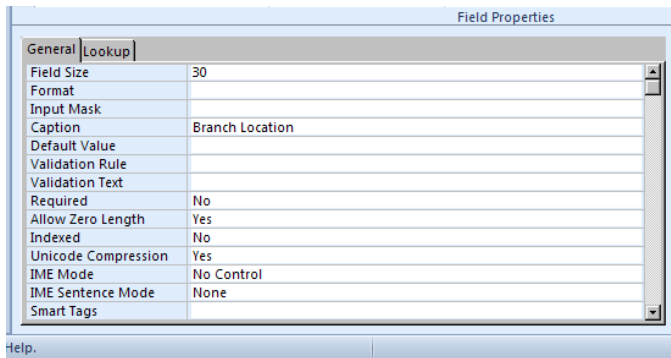 Field Properties
General Lookup
Field Size 30
Format
Input Mask
Caption Branch Location
Default Value
Validation Rule
Validation Text
Required No
Allow Zero Length Yes
Indexed No
Unicode Compression Yes
IME Mode No Control
IME Sentence Mode None
Smart Tags
Help.